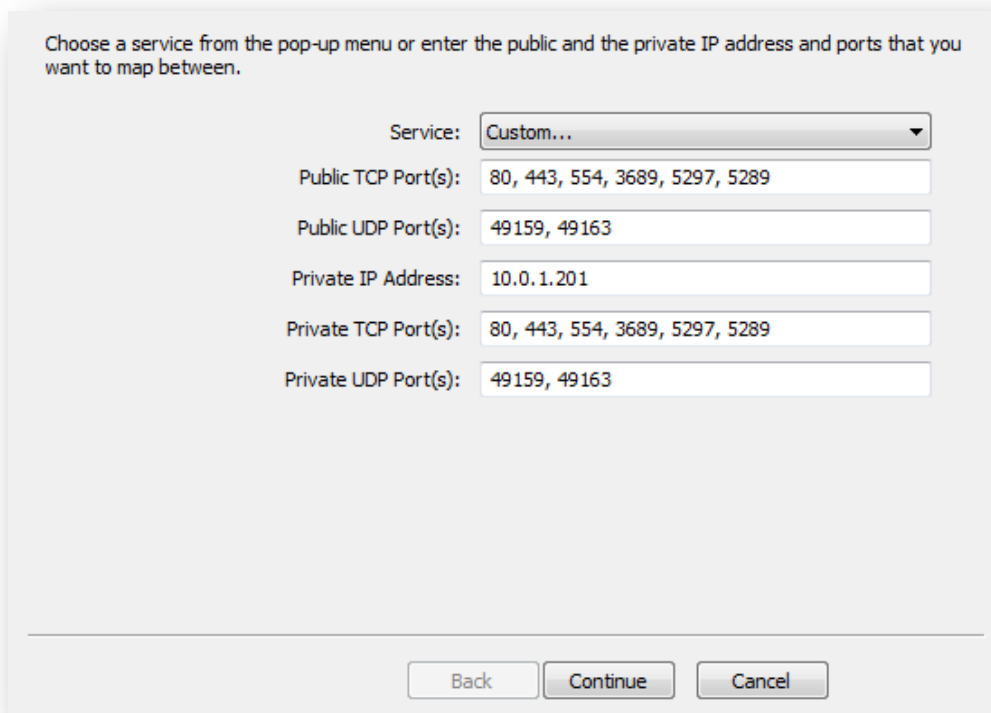 Choose a service from the pop-up menu or enter the public and the private IP address and ports that you
want to map between.
Service: Custom...
Public TCP Port(s): 80, 443, 554, 3689, 5297, 5289
Public UDP Port(s): 49159, 49163
Private IP Address: 10.0.1.201
Private TCP Port(s): 80, 443, 554, 3689, 5297, 5289
Private UDP Port(s): 49159, 49163
Back Continue Cancel